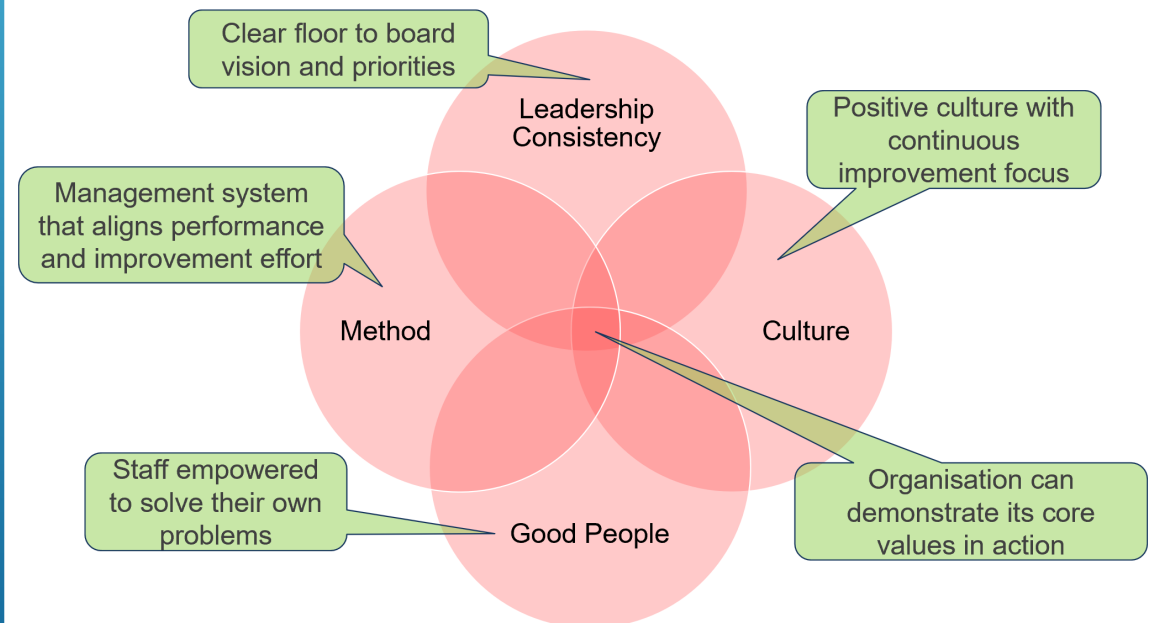 Clear floor to board
vision and priorities
Leadership
Consistency
Positive culture with
continuous
improvement focus
Management system
that aligns performance
and improvement effort
Method
Culture
Staff empowered
to solve their own
problems
Good People
Organisation can
demonstrate its core
values in action